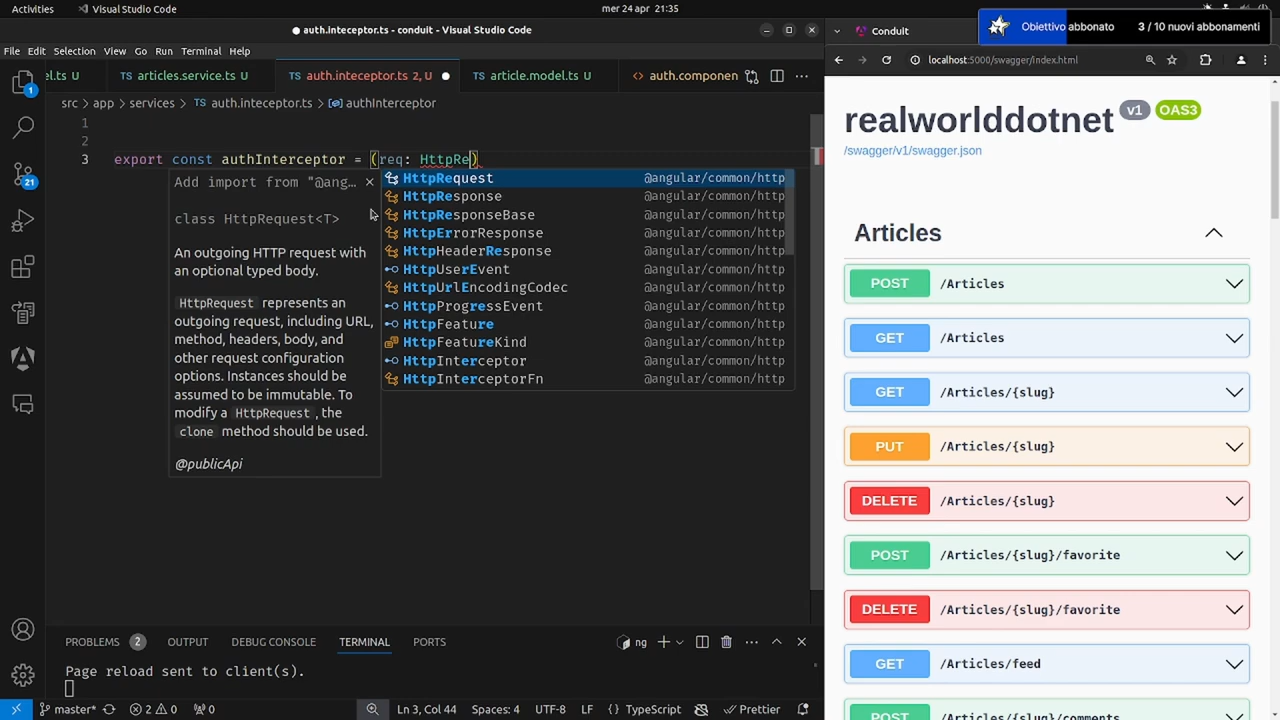 Activities
Visual Studio Code
mer 24 apr 21:35
auth.inteceptor.ts - conduit - Visual Studio Code
File Edit Selection View Go Run Terminal Help
el.ts U
articles.service.ts U
auth.inteceptor.ts 2, U
article.model.ts U
auth.componen
src > app > services > auth.inteceptor.ts > authInterceptor
1
2
3 export const authInterceptor = (req: HttpRe)
Add import from "@ang…
class HttpRequest<T>
An outgoing HTTP request with
an optional typed body.
HttpRequest represents an
outgoing request, including URL,
method, headers, body, and
other request configuration
options. Instances should be
assumed to be immutable. To
modify a HttpRequest , the
clone method should be used.
@publicApi
HttpRequest @angular/common/http
HttpResponse @angular/common/http
HttpResponseBase @angular/common/http
HttpErrorResponse @angular/common/http
HttpHeaderResponse @angular/common/http
HttpUserEvent @angular/common/http
HttpUrlEncodingCodec @angular/common/http
HttpProgressEvent @angular/common/http
HttpFeature @angular/common/http
HttpFeatureKind @angular/common/http
HttpInterceptor @angular/common/http
HttpInterceptorFn @angular/common/http
1
21
PROBLEMS 2 OUTPUT DEBUG CONSOLE TERMINAL PORTS
ng
Page reload sent to client(s).
master* 0 0 0 Ln 3, Col 44 Spaces: 4 UTF-8 LF {} TypeScript Prettier
Conduit
Obiettivo abbonato 3 / 10 nuovi abbonamenti
localhost:5000/swagger/index.html
realworlddotnet v1 OAS3
/swagger/v1/swagger.json
Articles
POST /Articles
GET /Articles
GET /Articles/{slug}
PUT /Articles/{slug}
DELETE /Articles/{slug}
POST /Articles/{slug}/favorite
DELETE /Articles/{slug}/favorite
GET /Articles/feed
POST /Articles/{slug}/comments